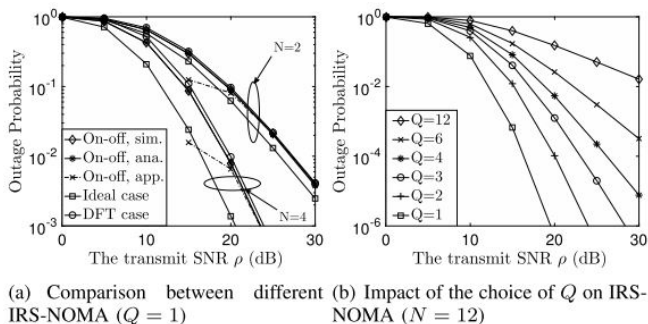 10^0
10^-1
10^-2
10^-3
Outage Probability
N=2
N=4
On-off, sim.
On-off, ana.
On-off, app.
Ideal case
DFT case
0 10 20 30
The transmit SNR ρ (dB)
10^0
10^-2
10^-4
10^-6
Outage Probability
Q=12
Q=6
Q=4
Q=3
Q=2
Q=1
0 10 20 30
The transmit SNR ρ (dB)
(a) Comparison between different
IRS-NOMA (Q = 1)
(b) Impact of the choice of Q on IRS-
NOMA (N = 12)